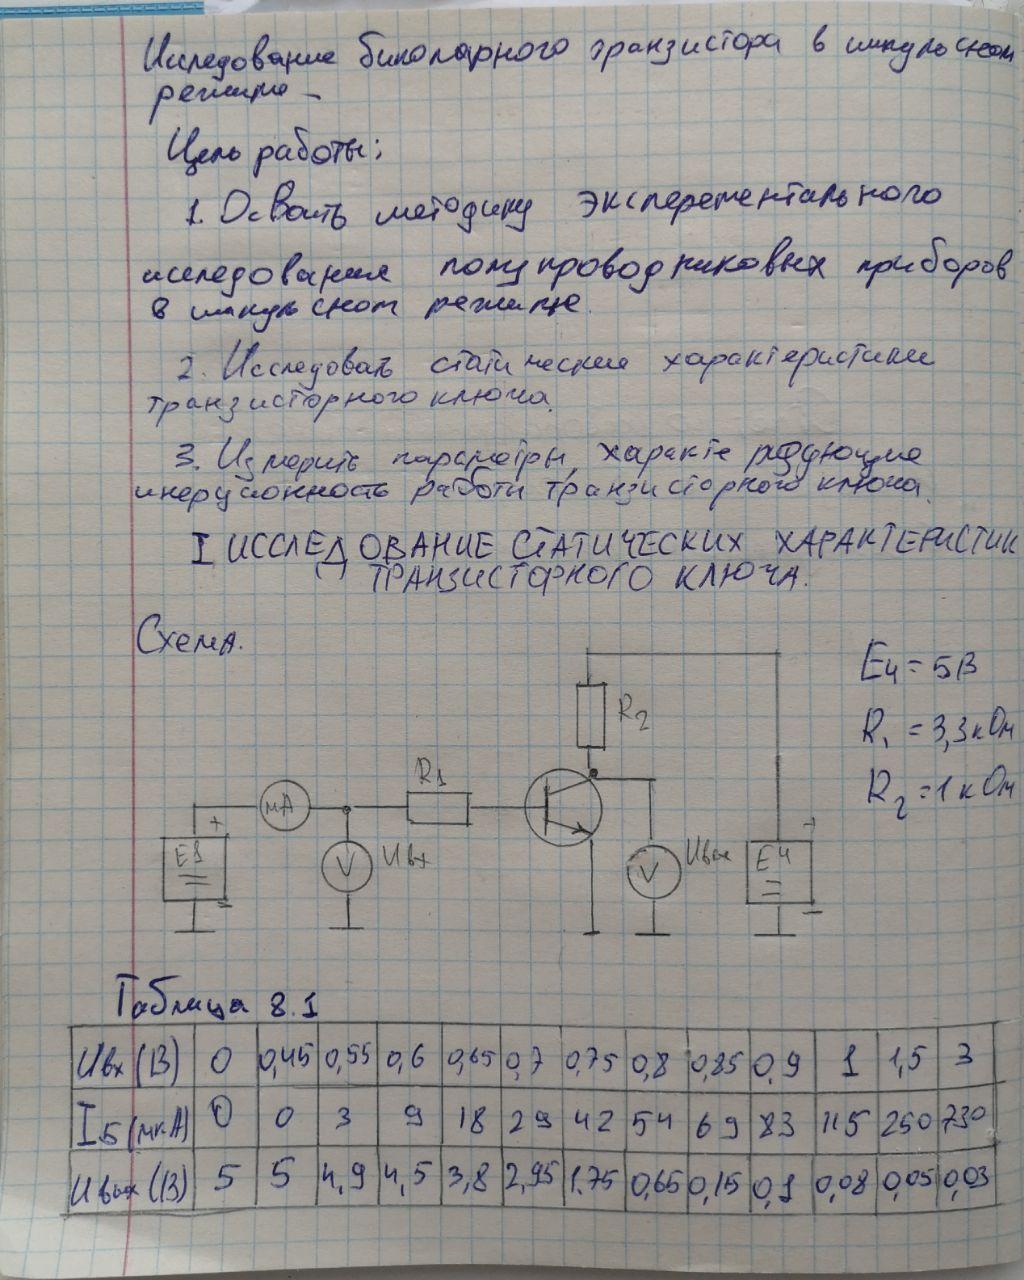 Иследование биполярного транзистора в импульсном
режиме
Цель работы:
1. Освоить методику эксперементального
исследования полупроводниковых приборов
в импульсном режиме.
2. Исследовать статические характеристики
транзисторного ключа.
3. Измерить параметры, характеризующие
инерционность работы транзисторного ключа.
I ИССЛЕДОВАНИЕ СТАТИЧЕСКИХ ХАРАКТЕРИСТИК
ТРАНЗИСТОРНОГО КЛЮЧА.
Схема.
E4 = 5В
R1 = 3,3 кОм
R2 = 1 кОм
R2
R1
мА
+
E1
-
V Uвх
V Uвых
+
E4
-
Таблица 8.1
Uвх (В) 0 0,45 0,55 0,6 0,65 0,7 0,75 0,8 0,85 0,9 1 1,5 3
Iб (мкА) 0 0 3 9 18 29 42 54 69 83 115 250 730
Uвых (В) 5 5 4,9 4,5 3,8 2,95 1,75 0,65 0,15 0,1 0,08 0,05 0,03